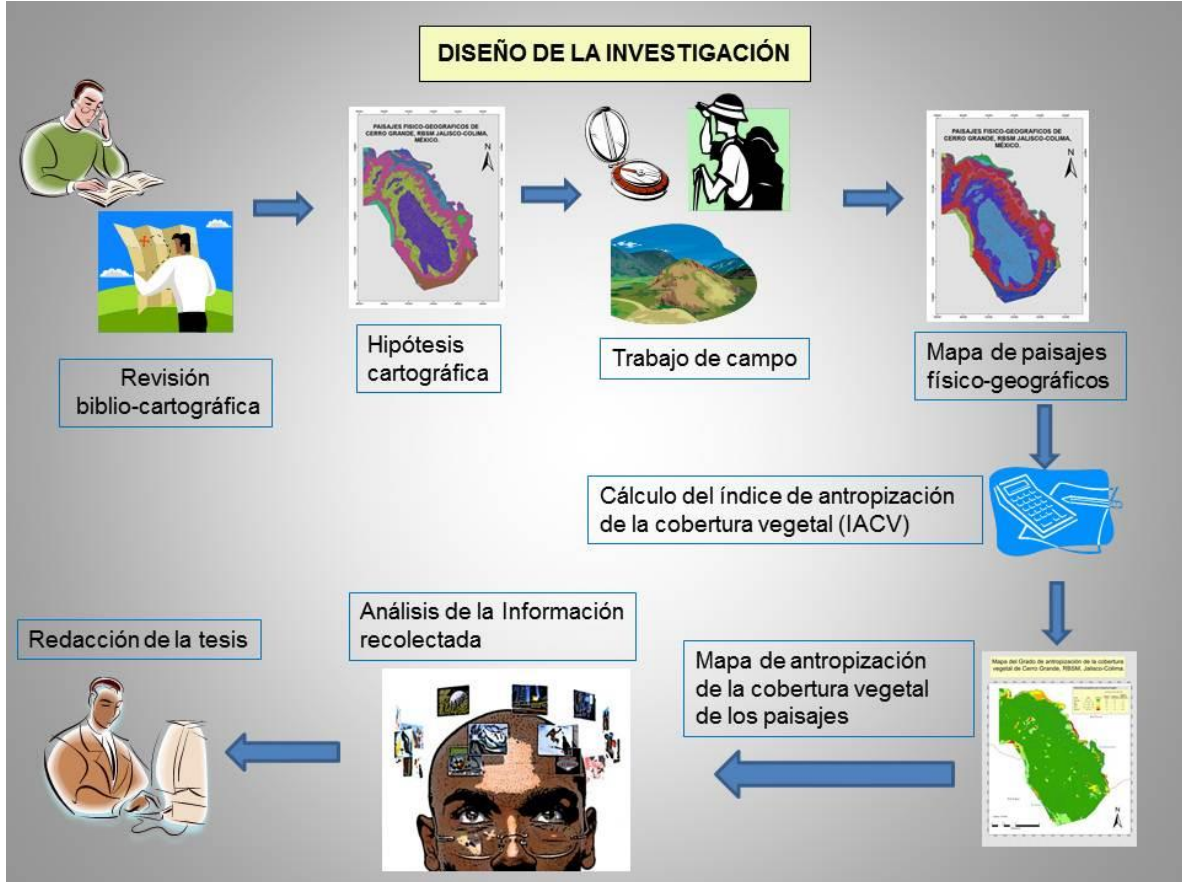 DISEÑO DE LA INVESTIGACIÓN
PAISAJES FÍSICO-GEOGRAFICOS DE
CERRO GRANDE, RBSM JALISCO-COLIMA,
MÉXICO.
N
PAISAJES FÍSICO-GEOGRAFICOS DE
CERRO GRANDE, RBSM JALISCO-COLIMA,
MÉXICO.
N
Revisión
biblio-cartográfica
Hipótesis
cartográfica
Trabajo de campo
Mapa de paisajes
físico-geográficos
Cálculo del índice de antropización
de la cobertura vegetal (IACV)
Redacción de la tesis
Análisis de la Información
recolectada
Mapa de antropización
de la cobertura vegetal
de los paisajes
Mapa del Grado de antropización de la cobertura
vegetal de Cerro Grande, RBSM, Jalisco-Colima.
N